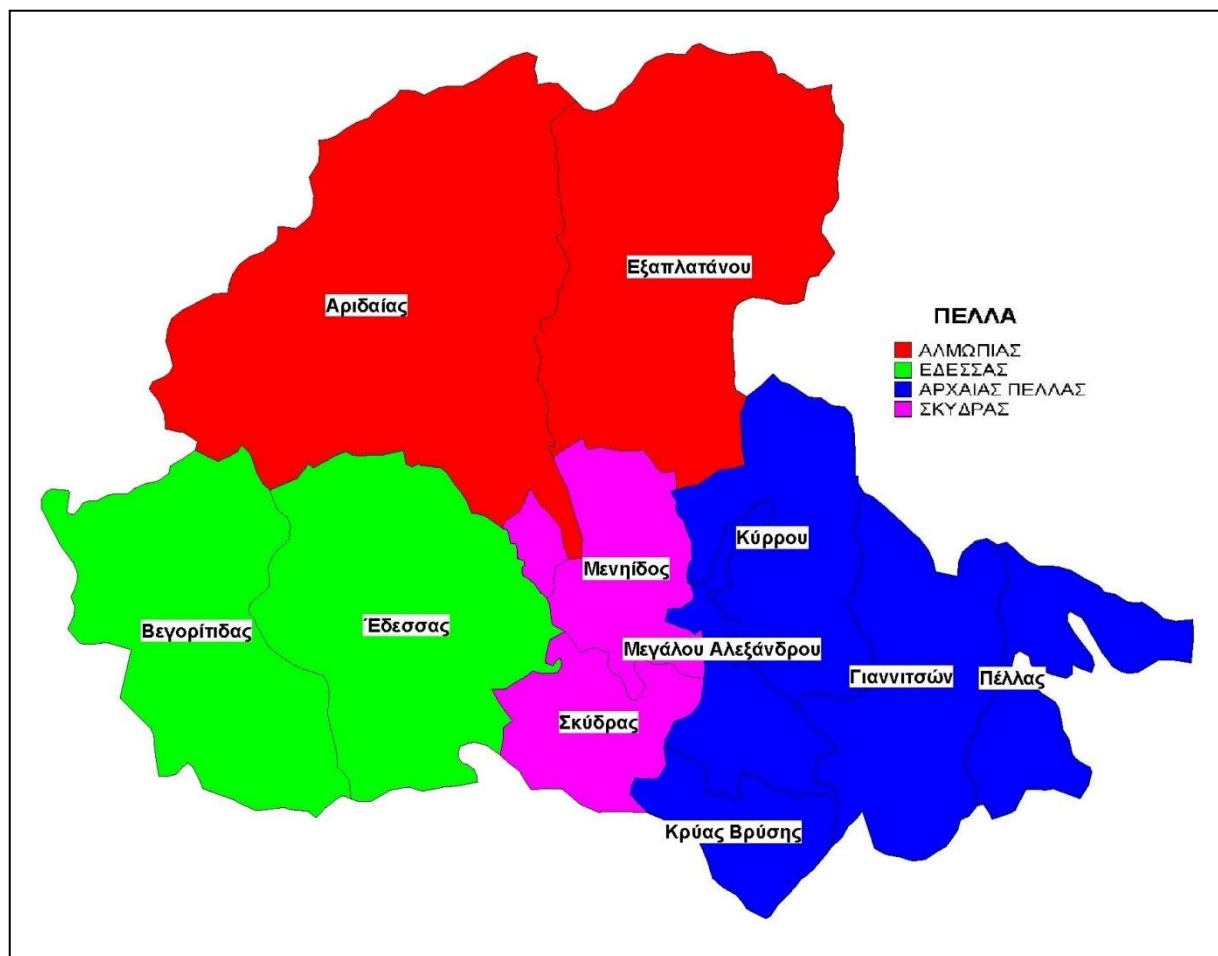 Εξαπλατάνου
Αριδαίας
ΠΕΛΛΑ
ΑΛΜΩΠΙΑΣ
ΕΔΕΣΣΑΣ
ΑΡΧΑΙΑΣ ΠΕΛΛΑΣ
ΣΚΥΔΡΑΣ
Κύρρου
Μενηίδος
Βεγορίτιδας
Έδεσσας
Μεγάλου Αλεξάνδρου
Γιαννιτσών
Πέλλας
Σκύδρας
Κρύας Βρύσης